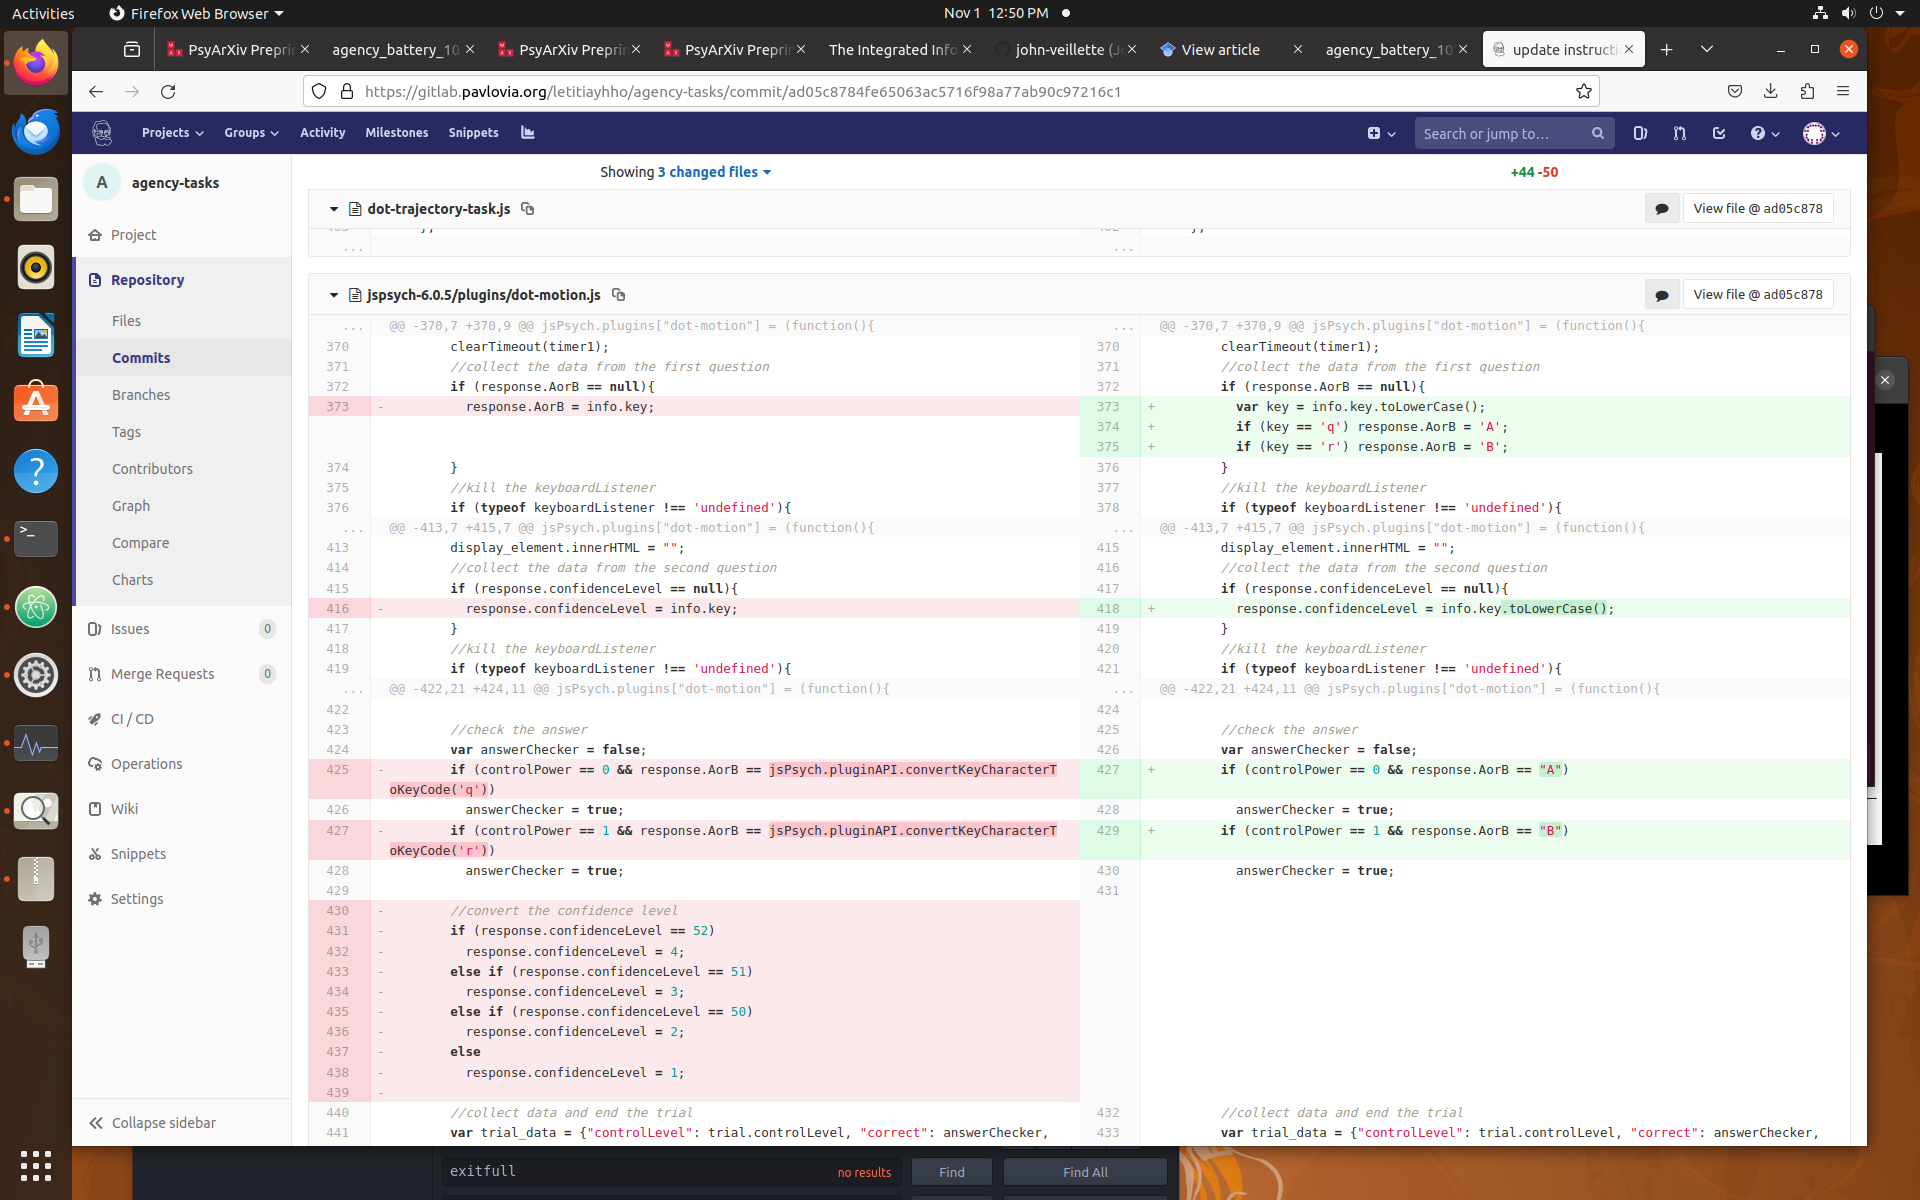 Activities
Firefox Web Browser
Nov 1 12:50 PM
PsyArXiv Prepri
agency_battery_10
PsyArXiv Prepri
PsyArXiv Prepri
The Integrated Info
john-veillette (J
View article
agency_battery_10
update instructi
https://gitlab.pavlovia.org/letitiayhho/agency-tasks/commit/ad05c8784fe65063ac5716f98a77ab90c97216c1
Projects
Groups
Activity
Milestones
Snippets
Search or jump to...
A
agency-tasks
Project
Repository
Files
Commits
Branches
Tags
Contributors
Graph
Compare
Charts
Issues 0
Merge Requests 0
CI / CD
Operations
Wiki
Snippets
Settings
Collapse sidebar
Showing 3 changed files
+44 -50
dot-trajectory-task.js
View file @ ad05c878
... ...
jspsych-6.0.5/plugins/dot-motion.js
View file @ ad05c878
... @@ -370,7 +370,9 @@ jsPsych.plugins["dot-motion"] = (function(){ ... @@ -370,7 +370,9 @@ jsPsych.plugins["dot-motion"] = (function(){
370 clearTimeout(timer1); 370 clearTimeout(timer1);
371 //collect the data from the first question 371 //collect the data from the first question
372 if (response.AorB == null){ 372 if (response.AorB == null){
373 - response.AorB = info.key; 373 + var key = info.key.toLowerCase();
374 + if (key == 'q') response.AorB = 'A';
375 + if (key == 'r') response.AorB = 'B';
374 } 376 }
375 //kill the keyboardListener 377 //kill the keyboardListener
376 if (typeof keyboardListener !== 'undefined'){ 378 if (typeof keyboardListener !== 'undefined'){
... @@ -413,7 +415,7 @@ jsPsych.plugins["dot-motion"] = (function(){ ... @@ -413,7 +415,7 @@ jsPsych.plugins["dot-motion"] = (function(){
413 display_element.innerHTML = ""; 415 display_element.innerHTML = "";
414 //collect the data from the second question 416 //collect the data from the second question
415 if (response.confidenceLevel == null){ 417 if (response.confidenceLevel == null){
416 - response.confidenceLevel = info.key; 418 + response.confidenceLevel = info.key.toLowerCase();
417 } 419 }
418 //kill the keyboardListener 420 //kill the keyboardListener
419 if (typeof keyboardListener !== 'undefined'){ 421 if (typeof keyboardListener !== 'undefined'){
... @@ -422,21 +424,11 @@ jsPsych.plugins["dot-motion"] = (function(){ ... @@ -422,21 +424,11 @@ jsPsych.plugins["dot-motion"] = (function(){
422 424
423 //check the answer 425 //check the answer
424 var answerChecker = false; 426 var answerChecker = false;
425 - if (controlPower == 0 && response.AorB == jsPsych.pluginAPI.convertKeyCharacterT 427 + if (controlPower == 0 && response.AorB == "A")
oKeyCode('q'))
426 answerChecker = true; 428 answerChecker = true;
427 - if (controlPower == 1 && response.AorB == jsPsych.pluginAPI.convertKeyCharacterT 429 + if (controlPower == 1 && response.AorB == "B")
oKeyCode('r'))
428 answerChecker = true; 430 answerChecker = true;
429 431
430 - //convert the confidence level
431 - if (response.confidenceLevel == 52)
432 - response.confidenceLevel = 4;
433 - else if (response.confidenceLevel == 51)
434 - response.confidenceLevel = 3;
435 - else if (response.confidenceLevel == 50)
436 - response.confidenceLevel = 2;
437 - else
438 - response.confidenceLevel = 1;
439 -
440 //collect data and end the trial 432 //collect data and end the trial
441 var trial_data = {"controlLevel": trial.controlLevel, "correct": answerChecker, 433 var trial_data = {"controlLevel": trial.controlLevel, "correct": answerChecker,
exitfull
no results
Find
Find All